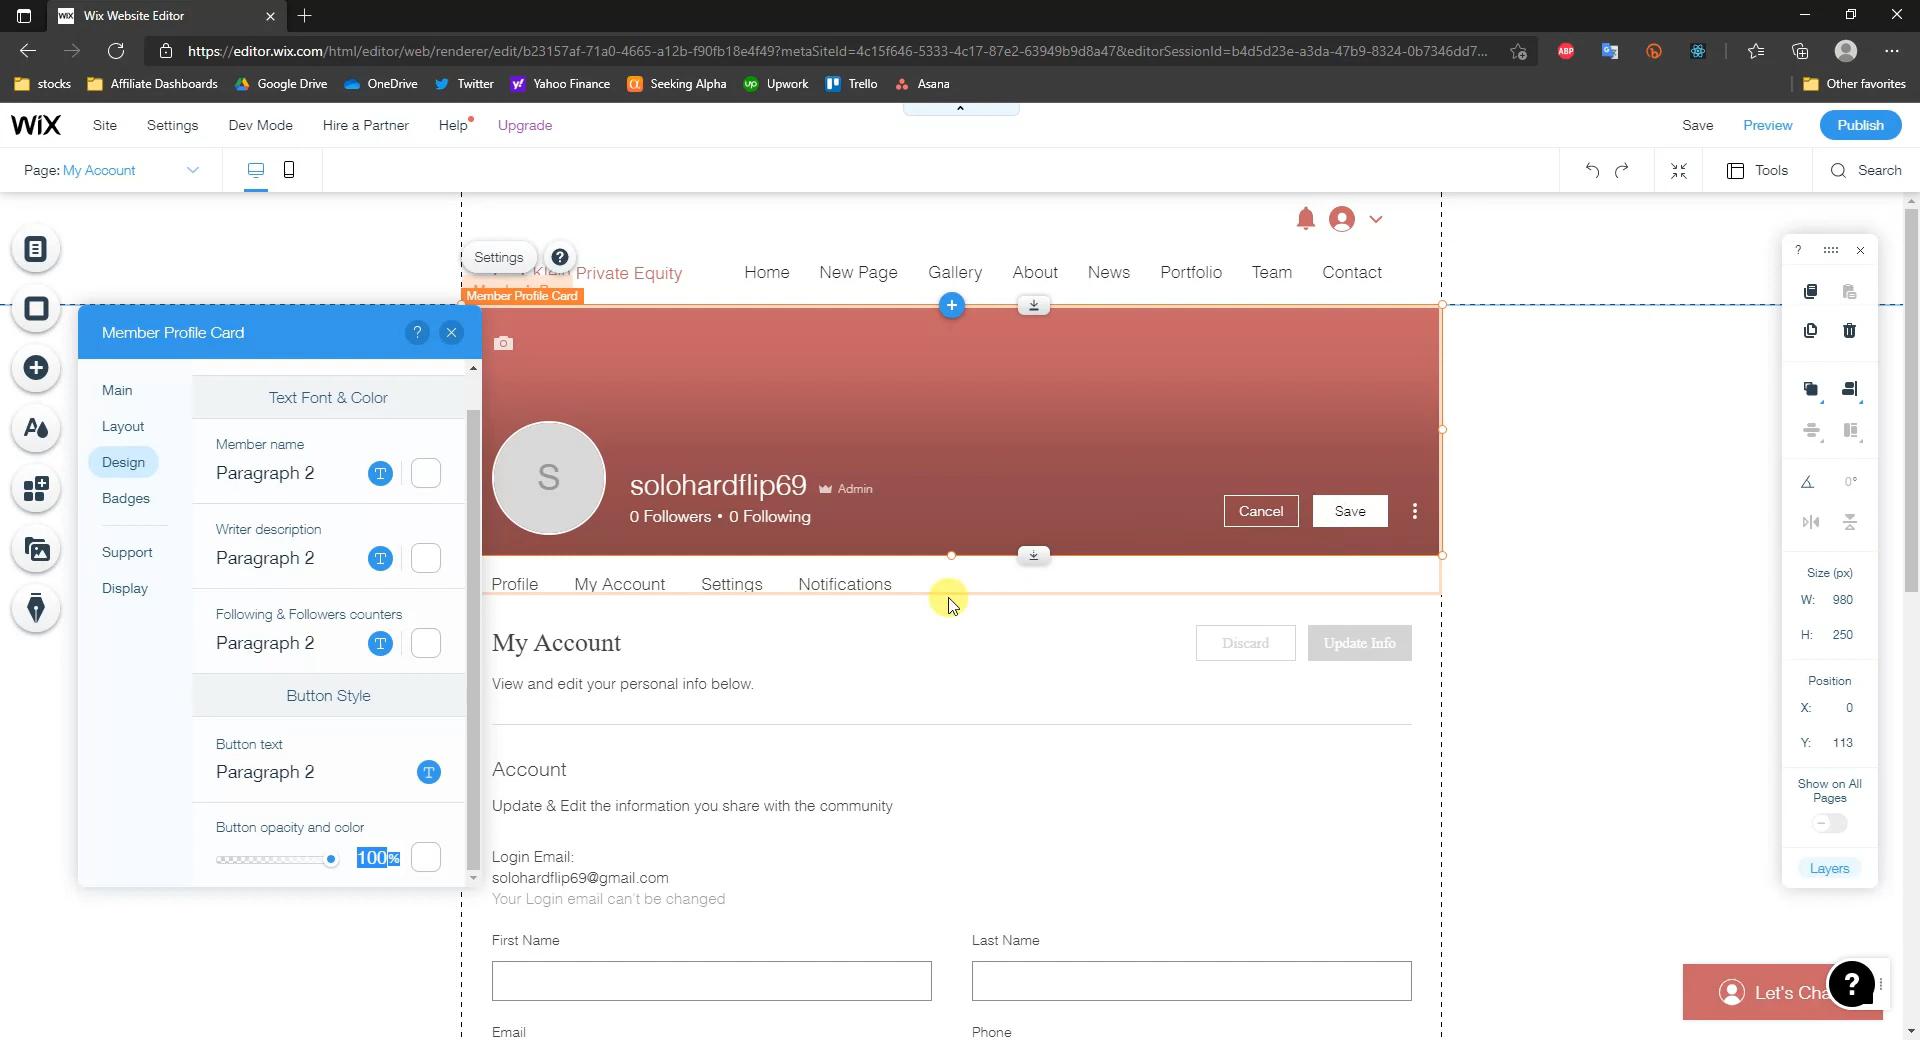 Wix Website Editor
https://editor.wix.com/html/editor/web/renderer/edit/b23157af-71a0-4665-a12b-f90fb18e4f49?metaSiteId=4c15f646-5333-4c17-87e2-63949b9d8a47&editorSessionId=b4d5d23e-a3da-47b9-8324-0b7346dd7...
ABP
stocks Affiliate Dashboards Google Drive OneDrive Twitter Yahoo Finance Seeking Alpha Upwork Trello Asana Other favorites
WiX Site Settings Dev Mode Hire a Partner Help Upgrade Save Preview Publish
Page: My Account Tools Search
Settings ?
Private Equity Home New Page Gallery About News Portfolio Team Contact
Member Profile Card
Member Profile Card ?
Main
Layout
Design
Badges
Support
Display
Text Font & Color
Member name
Paragraph 2 T
Writer description
Paragraph 2 T
Following & Followers counters
Paragraph 2 T
Button Style
Button text
Paragraph 2 T
Button opacity and color
100%
S
solohardflip69 Admin
0 Followers • 0 Following
Cancel Save
Profile My Account Settings Notifications
My Account Discard Update Info
View and edit your personal info below.
Account
Update & Edit the information you share with the community
Login Email:
solohardflip69@gmail.com
Your Login email can't be changed
First Name Last Name
Email Phone
?
0°
Size (px)
W: 980
H: 250
Position
X: 0
Y: 113
Show on All
Pages
Layers
Let's Cha
?